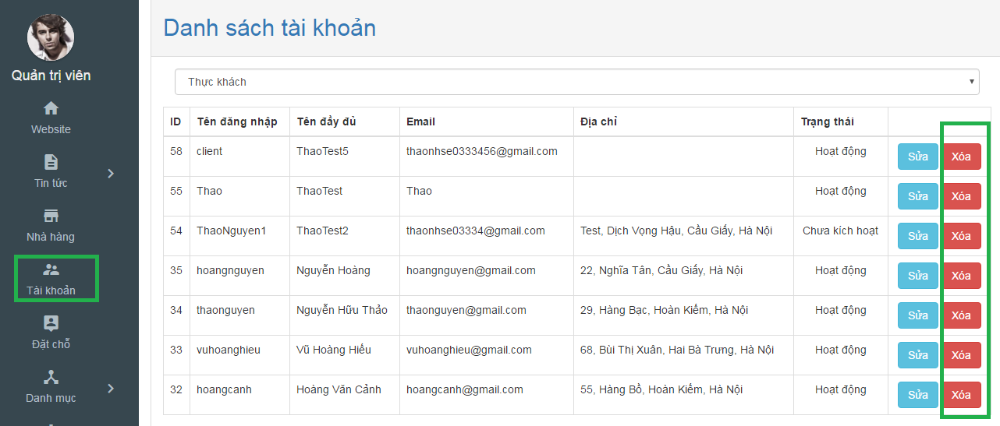 Danh sách tài khoản
Quản trị viên
Website
Tin tức
Nhà hàng
Tài khoản
Đặt chỗ
Danh mục
Thực khách
ID Tên đăng nhập Tên đầy đủ Email Địa chỉ Trạng thái
58 client ThaoTest5 thaonhse0333456@gmail.com Hoạt động Sửa Xóa
55 Thao ThaoTest Thao Hoạt động Sửa Xóa
54 ThaoNguyen1 ThaoTest2 thaonhse03334@gmail.com Test, Dịch Vọng Hậu, Cầu Giấy, Hà Nội Chưa kích hoạt Sửa Xóa
35 hoangnguyen Nguyễn Hoàng hoangnguyen@gmail.com 22, Nghĩa Tân, Cầu Giấy, Hà Nội Hoạt động Sửa Xóa
34 thaonguyen Nguyễn Hữu Thảo thaonguyen@gmail.com 29, Hàng Bạc, Hoàn Kiếm, Hà Nội Hoạt động Sửa Xóa
33 vuhoanghieu Vũ Hoàng Hiếu vuhoanghieu@gmail.com 68, Bùi Thị Xuân, Hai Bà Trưng, Hà Nội Hoạt động Sửa Xóa
32 hoangcanh Hoàng Văn Cảnh hoangcanh@gmail.com 55, Hàng Bồ, Hoàn Kiếm, Hà Nội Hoạt động Sửa Xóa